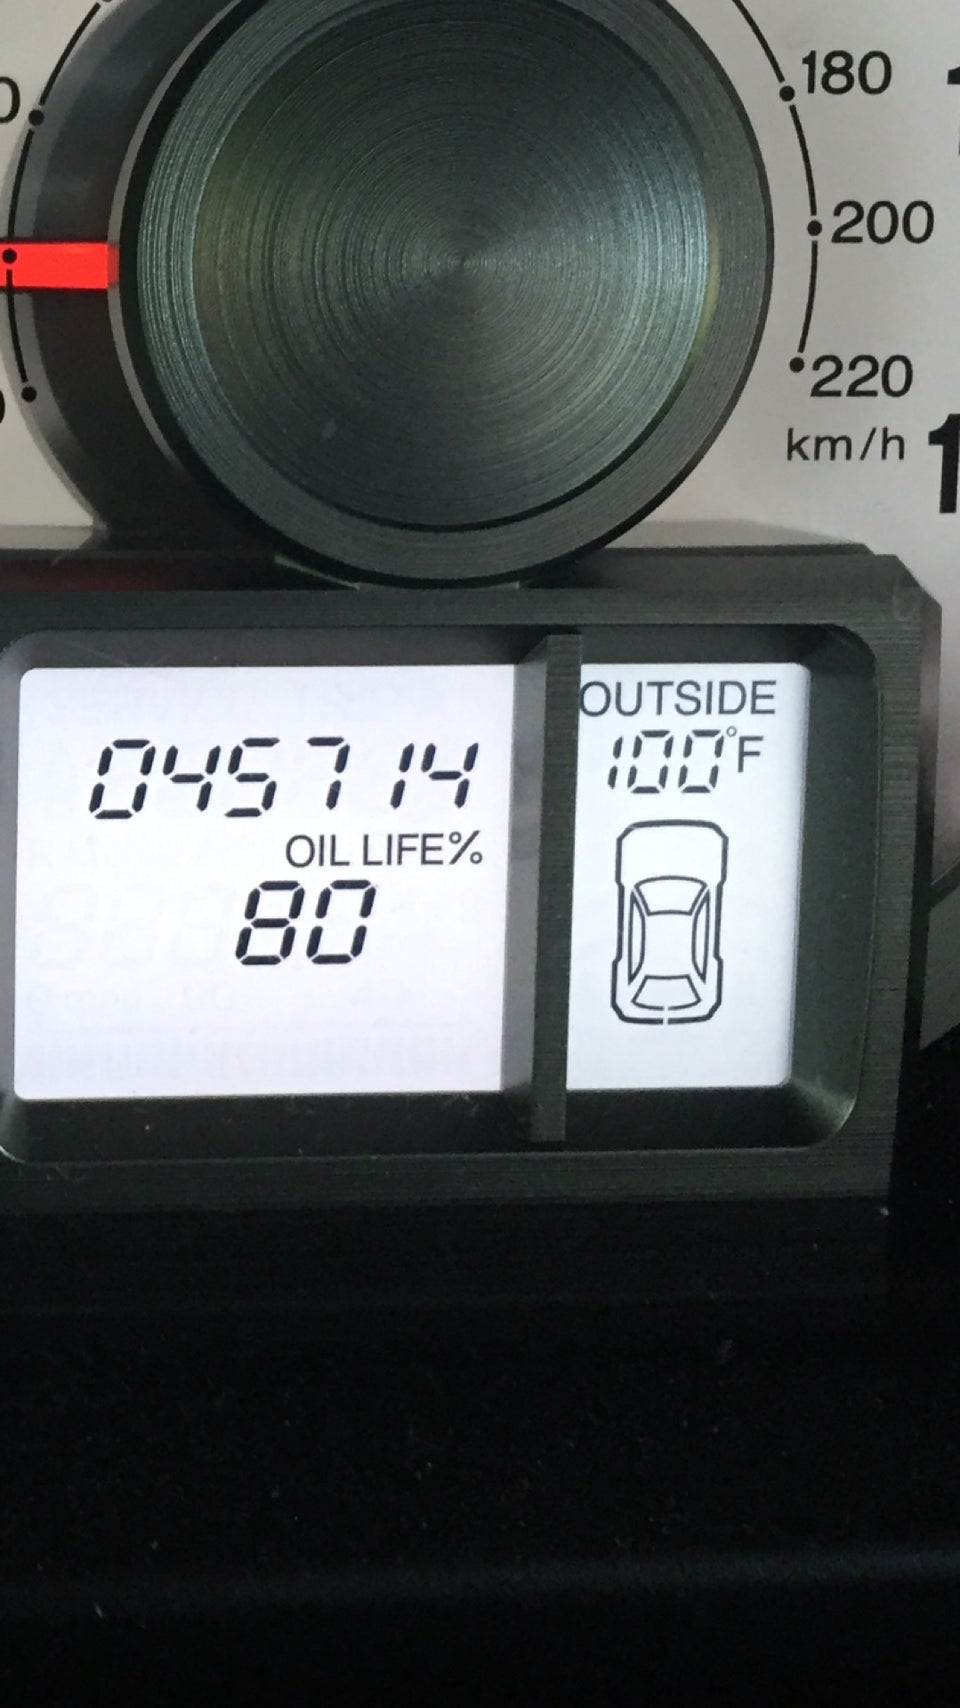 180
200
220
km/h
045714
OIL LIFE%
80
OUTSIDE
100°F